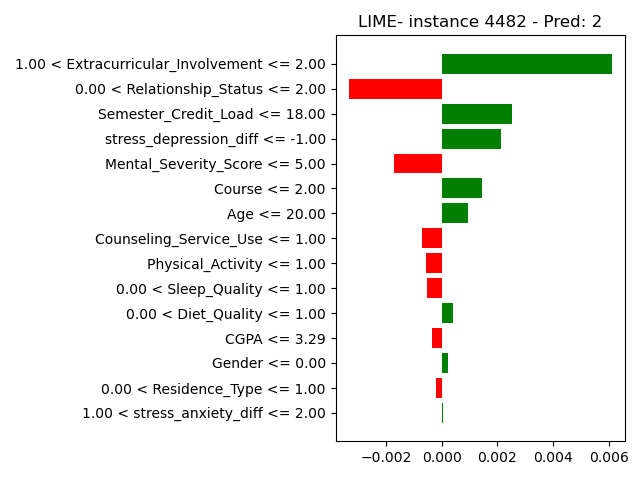 LIME- instance 4482 - Pred: 2
1.00 < Extracurricular_Involvement <= 2.00
0.00 < Relationship_Status <= 2.00
Semester_Credit_Load <= 18.00
stress_depression_diff <= -1.00
Mental_Severity_Score <= 5.00
Course <= 2.00
Age <= 20.00
Counseling_Service_Use <= 1.00
Physical_Activity <= 1.00
0.00 < Sleep_Quality <= 1.00
0.00 < Diet_Quality <= 1.00
CGPA <= 3.29
Gender <= 0.00
0.00 < Residence_Type <= 1.00
1.00 < stress_anxiety_diff <= 2.00
−0.002 0.000 0.002 0.004 0.006